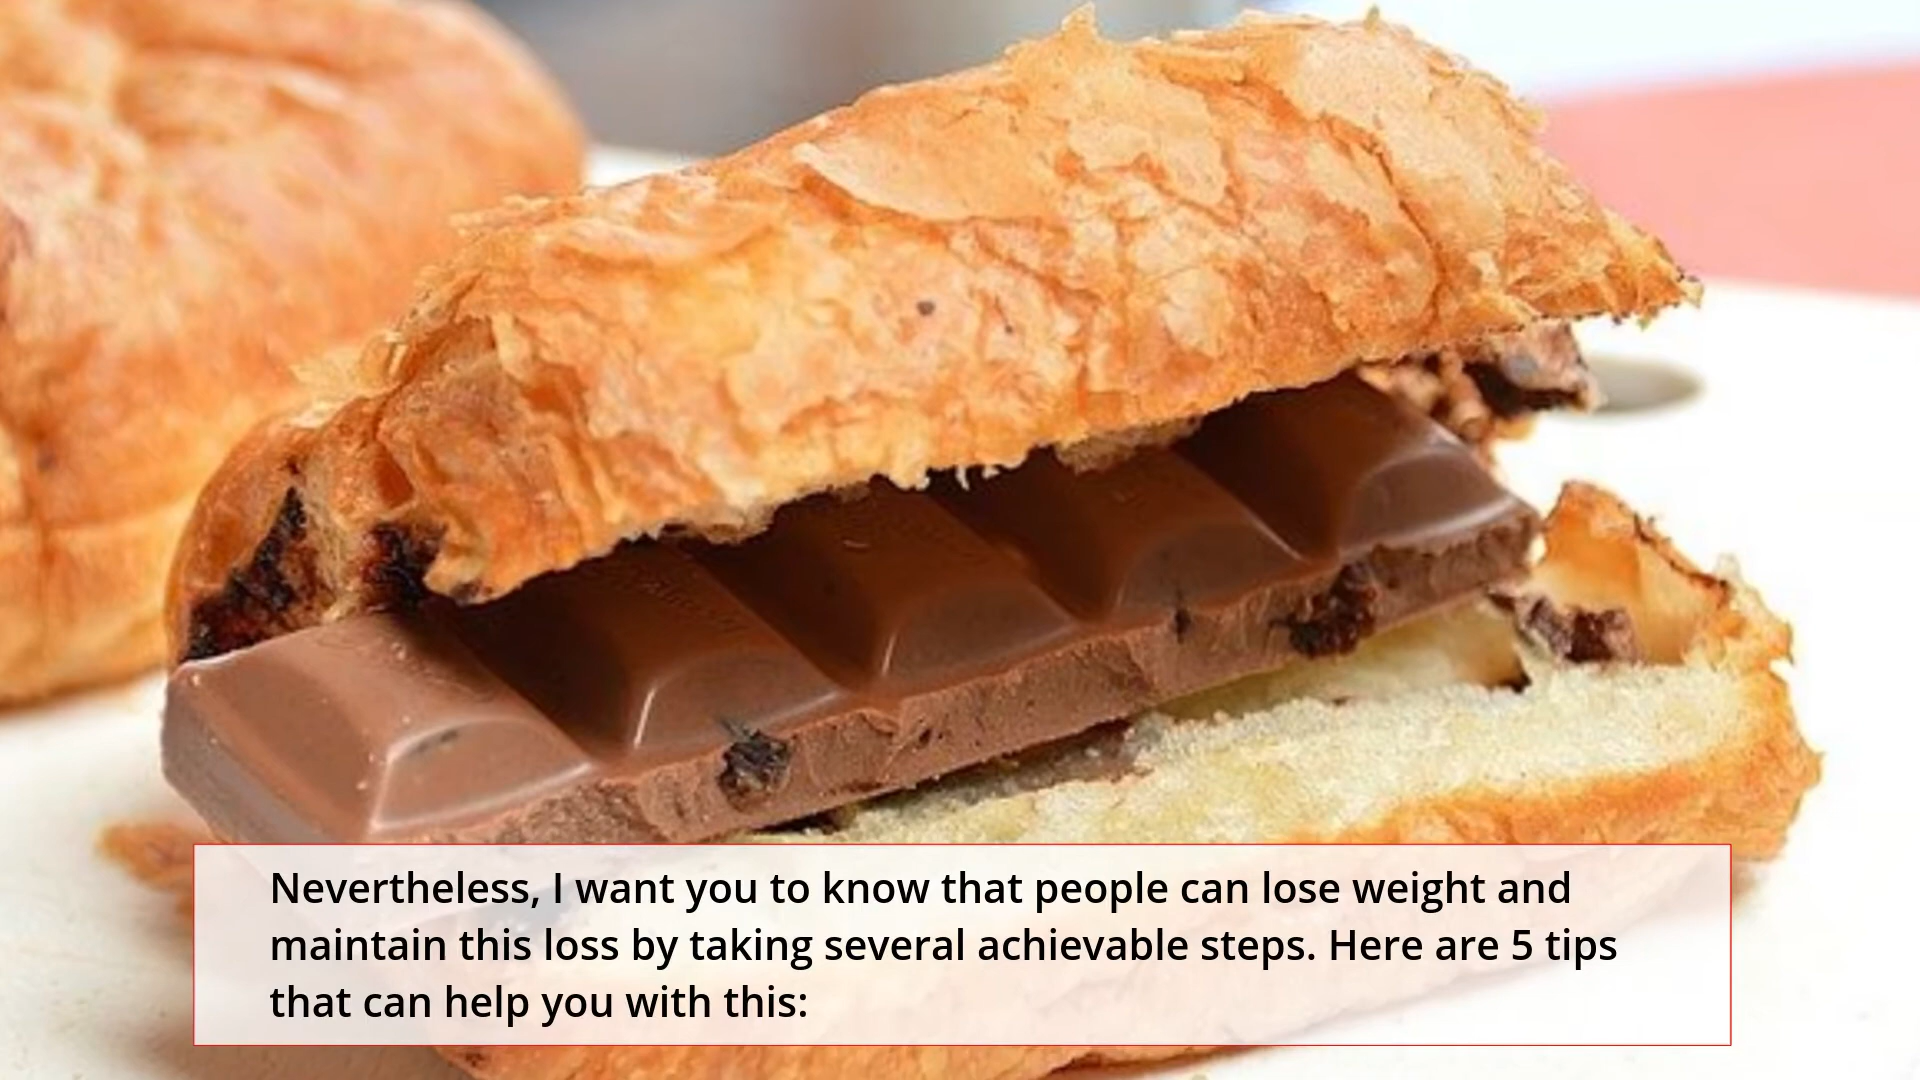 Nevertheless, I want you to know that people can lose weight and
maintain this loss by taking several achievable steps. Here are 5 tips
that can help you with this: